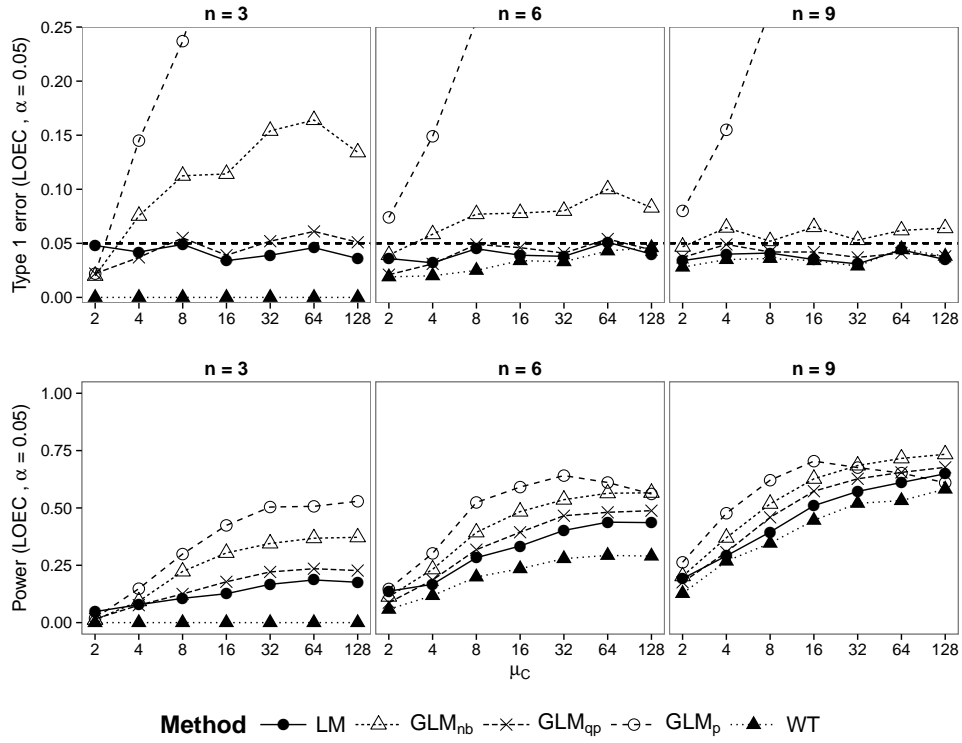 n = 3 n = 6 n = 9
Type 1 error (LOEC , α = 0.05)
0.25
0.20
0.15
0.10
0.05
0.00
2 4 8 16 32 64 128 2 4 8 16 32 64 128 2 4 8 16 32 64 128
n = 3 n = 6 n = 9
Power (LOEC , α = 0.05)
1.00
0.75
0.50
0.25
0.00
2 4 8 16 32 64 128 2 4 8 16 32 64 128 2 4 8 16 32 64 128
μC
Method LM GLMnb GLMqp GLMp WT